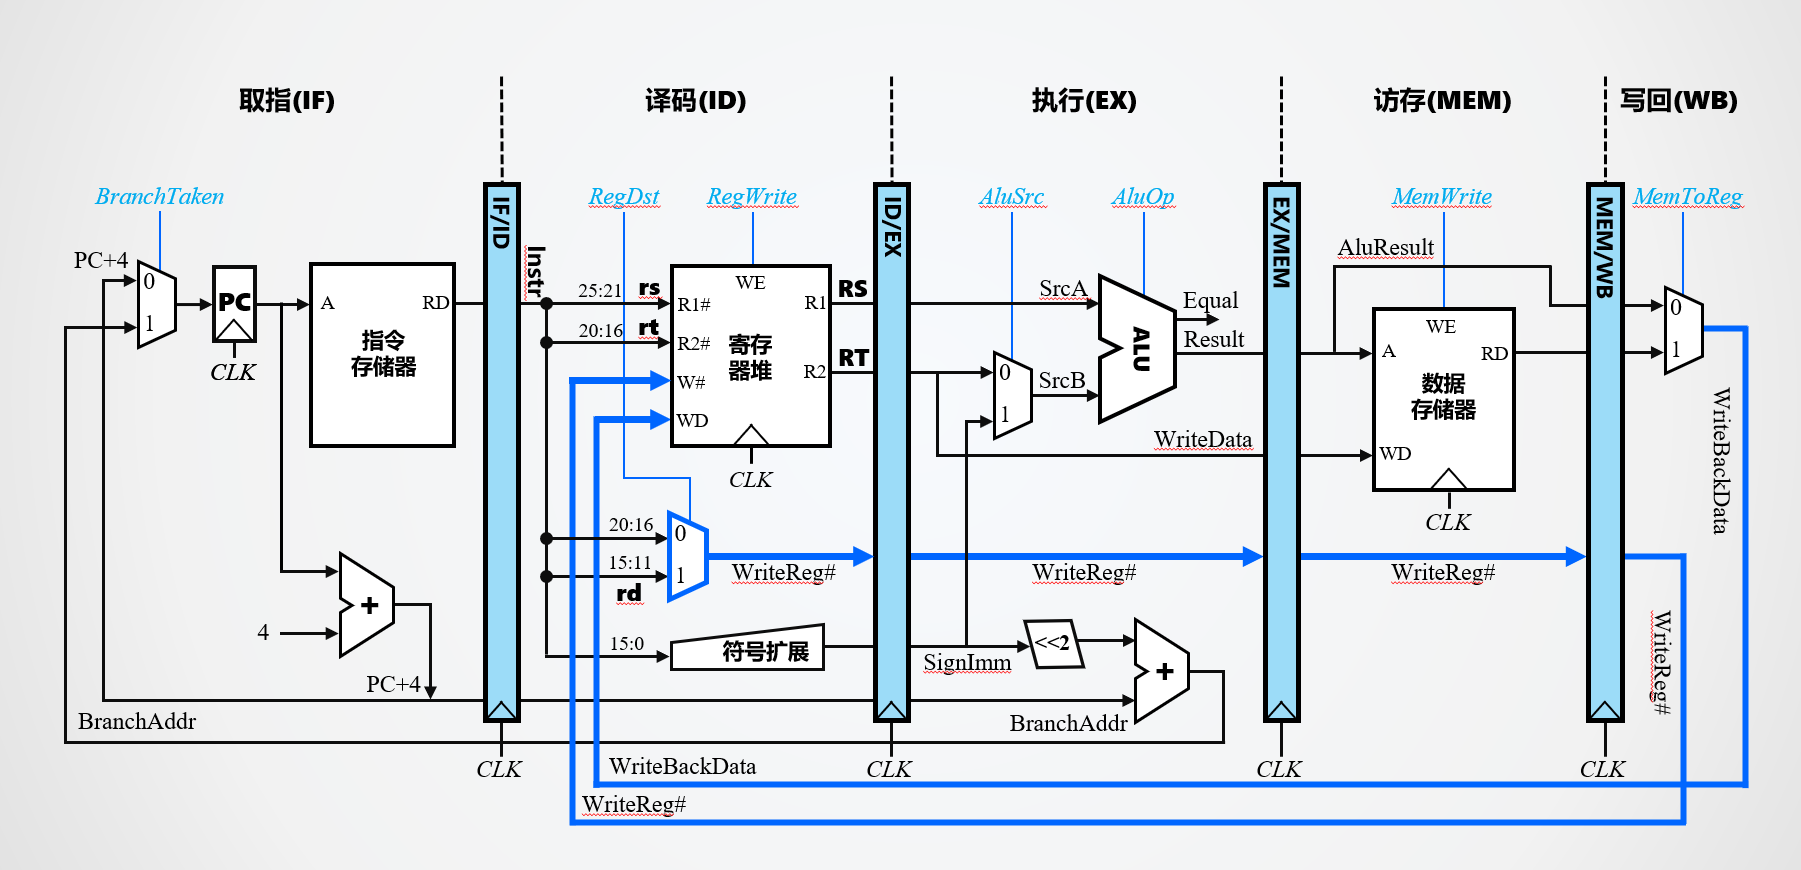 取指(IF)
译码(ID)
执行(EX)
访存(MEM)
写回(WB)
BranchTaken
RegDst
RegWrite
AluSrc
AluOp
MemWrite
MemToReg
IF/ID
ID/EX
EX/MEM
MEM/WB
PC+4
0
1
PC
CLK
A
RD
指令
存储器
Instr
25:21
rs
20:16
rt
WE
R1#
R2#
W#
WD
R1
R2
寄存
器堆
CLK
RS
RT
SrcA
0
1
SrcB
ALU
Equal
Result
WriteData
AluResult
WE
A
RD
数据
存储器
WD
CLK
0
1
WriteBackData
20:16
15:11
rd
0
1
WriteReg#
WriteReg#
WriteReg#
WriteReg#
4
+
PC+4
15:0
符号扩展
SignImm
<<2
+
BranchAddr
BranchAddr
CLK
CLK
CLK
CLK
WriteBackData
WriteReg#